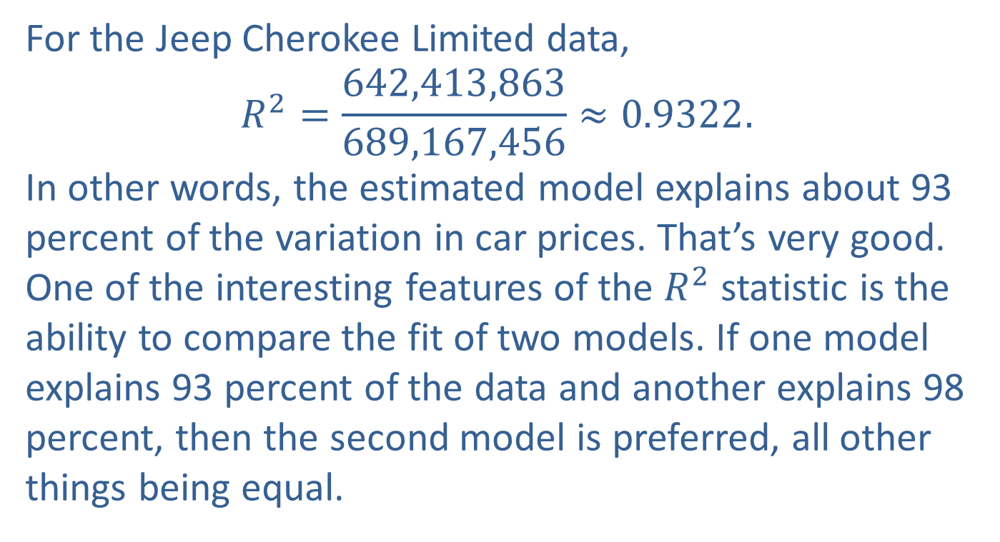 For the Jeep Cherokee Limited data,
R² = 642,413,863 / 689,167,456 ≈ 0.9322.
In other words, the estimated model explains about 93
percent of the variation in car prices. That’s very good.
One of the interesting features of the R² statistic is the
ability to compare the fit of two models. If one model
explains 93 percent of the data and another explains 98
percent, then the second model is preferred, all other
things being equal.